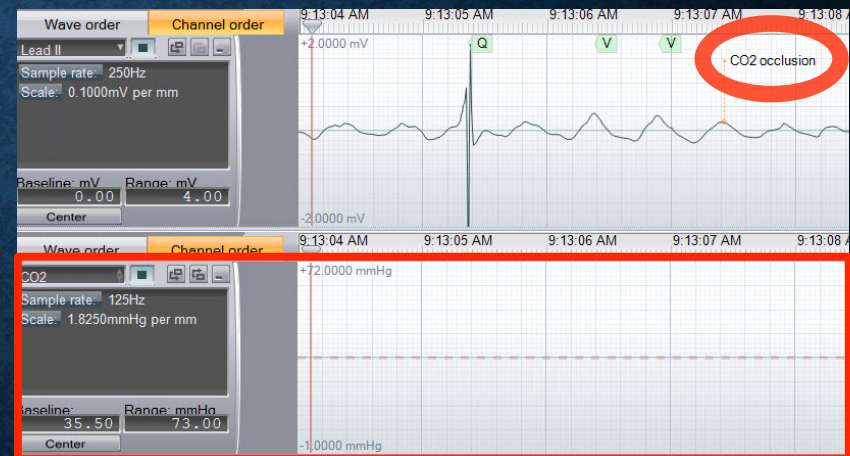 Wave order Channel order
9:13:04 AM 9:13:05 AM 9:13:06 AM 9:13:07 AM 9:13:08 A
Lead II
+2.0000 mV
Q V V
CO2 occlusion
Sample rate: 250Hz
Scale: 0.1000mV per mm
Baseline: mV Range: mV
0.00 4.00
Center
-2.0000 mV
Wave order Channel order
9:13:04 AM 9:13:05 AM 9:13:06 AM 9:13:07 AM 9:13:08 A
CO2
+72.0000 mmHg
Sample rate: 125Hz
Scale: 1.8250mmHg per mm
Baseline: Range: mmHg
35.50 73.00
Center
-1.0000 mmHg